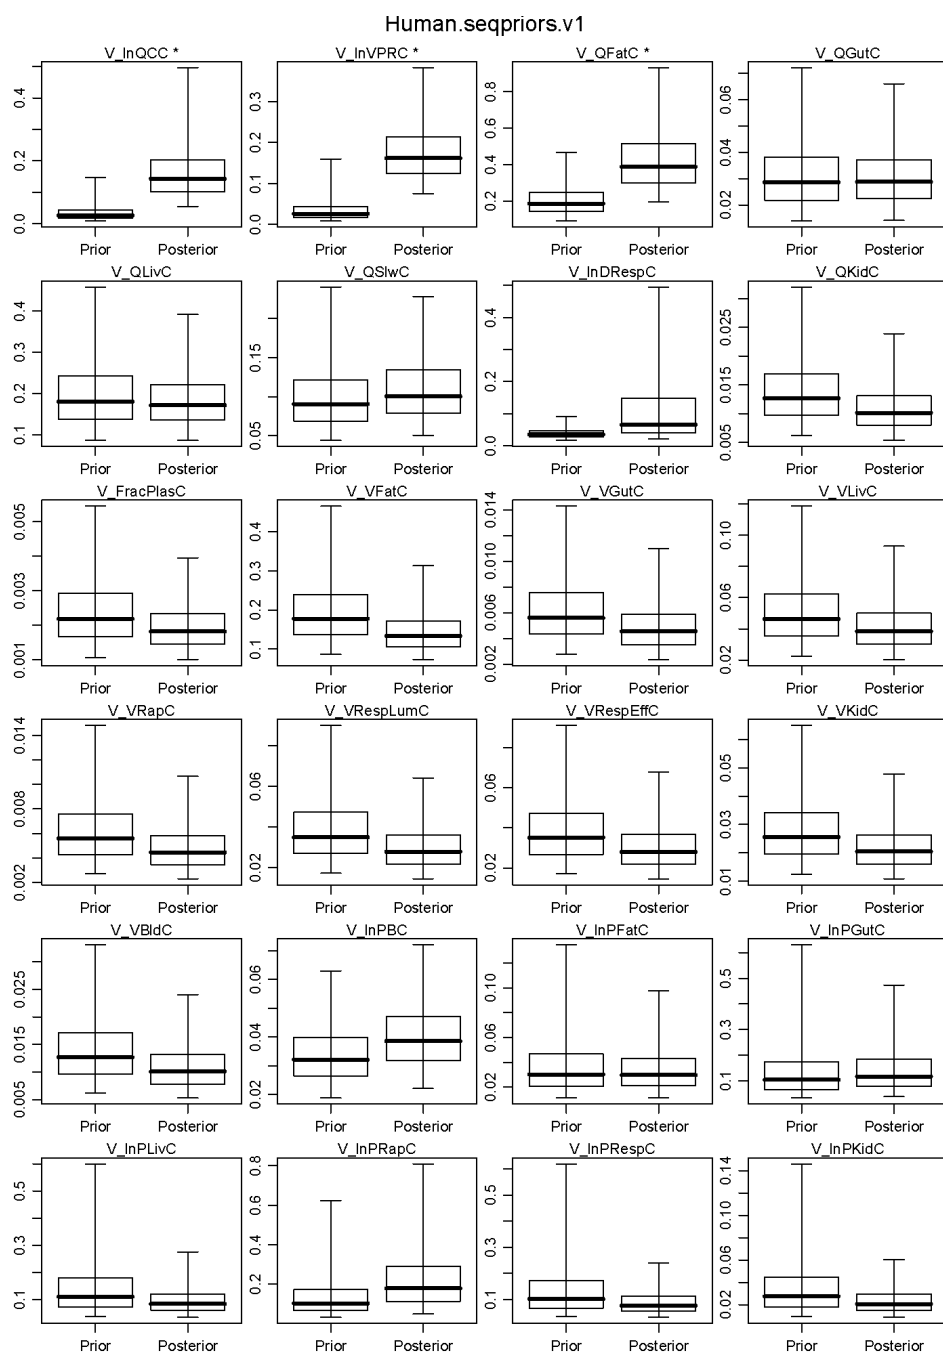 Human.seqpriors.v1
V_lnQCC *
0.4
0.2
0.0
Prior Posterior
V_lnVPRC *
0.3
0.2
0.1
0.0
Prior Posterior
V_QFatC *
0.8
0.6
0.4
0.2
Prior Posterior
V_QGutC
0.06
0.04
0.02
Prior Posterior
V_QLivC
0.4
0.3
0.2
0.1
Prior Posterior
V_QSlwC
0.15
0.05
Prior Posterior
V_lnDRespC
0.4
0.2
0.0
Prior Posterior
V_QKidC
0.025
0.015
0.005
Prior Posterior
V_FracPlasC
0.005
0.003
0.001
Prior Posterior
V_VFatC
0.4
0.3
0.2
0.1
Prior Posterior
V_VGutC
0.014
0.010
0.006
0.002
Prior Posterior
V_VLivC
0.10
0.06
0.02
Prior Posterior
V_VRapC
0.014
0.008
0.002
Prior Posterior
V_VRespLumC
0.06
0.02
Prior Posterior
V_VRespEffC
0.06
0.02
Prior Posterior
V_VKidC
0.05
0.03
0.01
Prior Posterior
V_VBldC
0.025
0.015
0.005
Prior Posterior
V_lnPBC
0.06
0.04
0.02
Prior Posterior
V_lnPFatC
0.10
0.06
0.02
Prior Posterior
V_lnPGutC
0.5
0.3
0.1
Prior Posterior
V_lnPLivC
0.5
0.3
0.1
Prior Posterior
V_lnPRapC
0.8
0.6
0.4
0.2
Prior Posterior
V_lnPRespC
0.5
0.3
0.1
Prior Posterior
V_lnPKidC
0.14
0.10
0.06
0.02
Prior Posterior